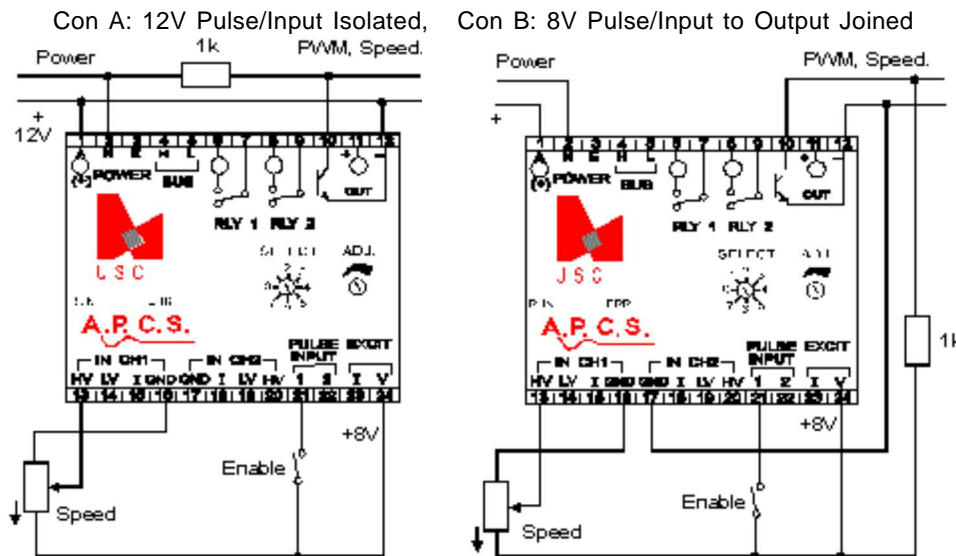 Con A: 12V Pulse/Input Isolated, Con B: 8V Pulse/Input to Output Joined
Power 1k PWM, Speed.
+
12V
1 2 3 4 5 6 7 8 9 10 11 12
A N E H L
(+) POWER BUS
+ -
OUT
RLY 1 RLY 2
USC
SELECT ADJ.
A.P.C.S.
PULSE EXCIT
IN CH1 IN CH2 INPUT
HV LV I GND GND I LV HV 1 2 I V
13 14 15 16 17 18 19 20 21 22 23 24
+8V
Enable
Speed
Power PWM, Speed.
+
1 2 3 4 5 6 7 8 9 10 11 12
A N E H L
(+) POWER BUS
+ -
OUT
RLY 1 RLY 2
SELECT
A.P.C.S.
1k
PULSE EXCIT
IN CH1 IN CH2 INPUT
HV LV I GND GND I LV HV 1 2 I V
13 14 15 16 17 18 19 20 21 22 23 24
+8V
Enable
Speed